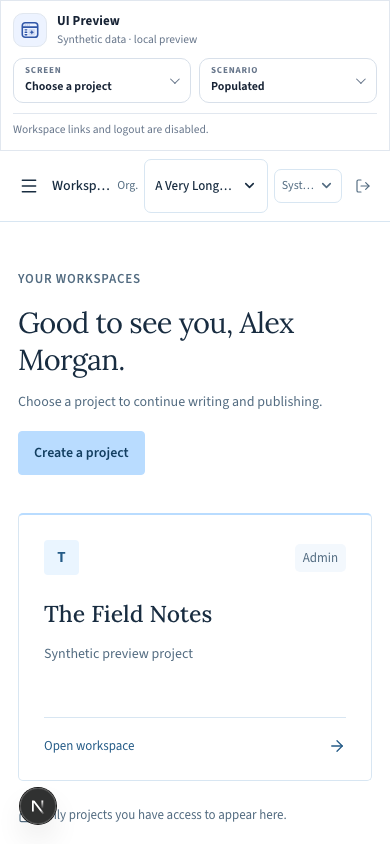 UI Preview
Synthetic data · local preview
SCREEN
Choose a project
SCENARIO
Populated
Workspace links and logout are disabled.
Worksp…
Org.
A Very Long…
Syst…
YOUR WORKSPACES
Good to see you, Alex
Morgan.
Choose a project to continue writing and publishing.
Create a project
T
Admin
The Field Notes
Synthetic preview project
Open workspace
N
projects you have access to appear here.